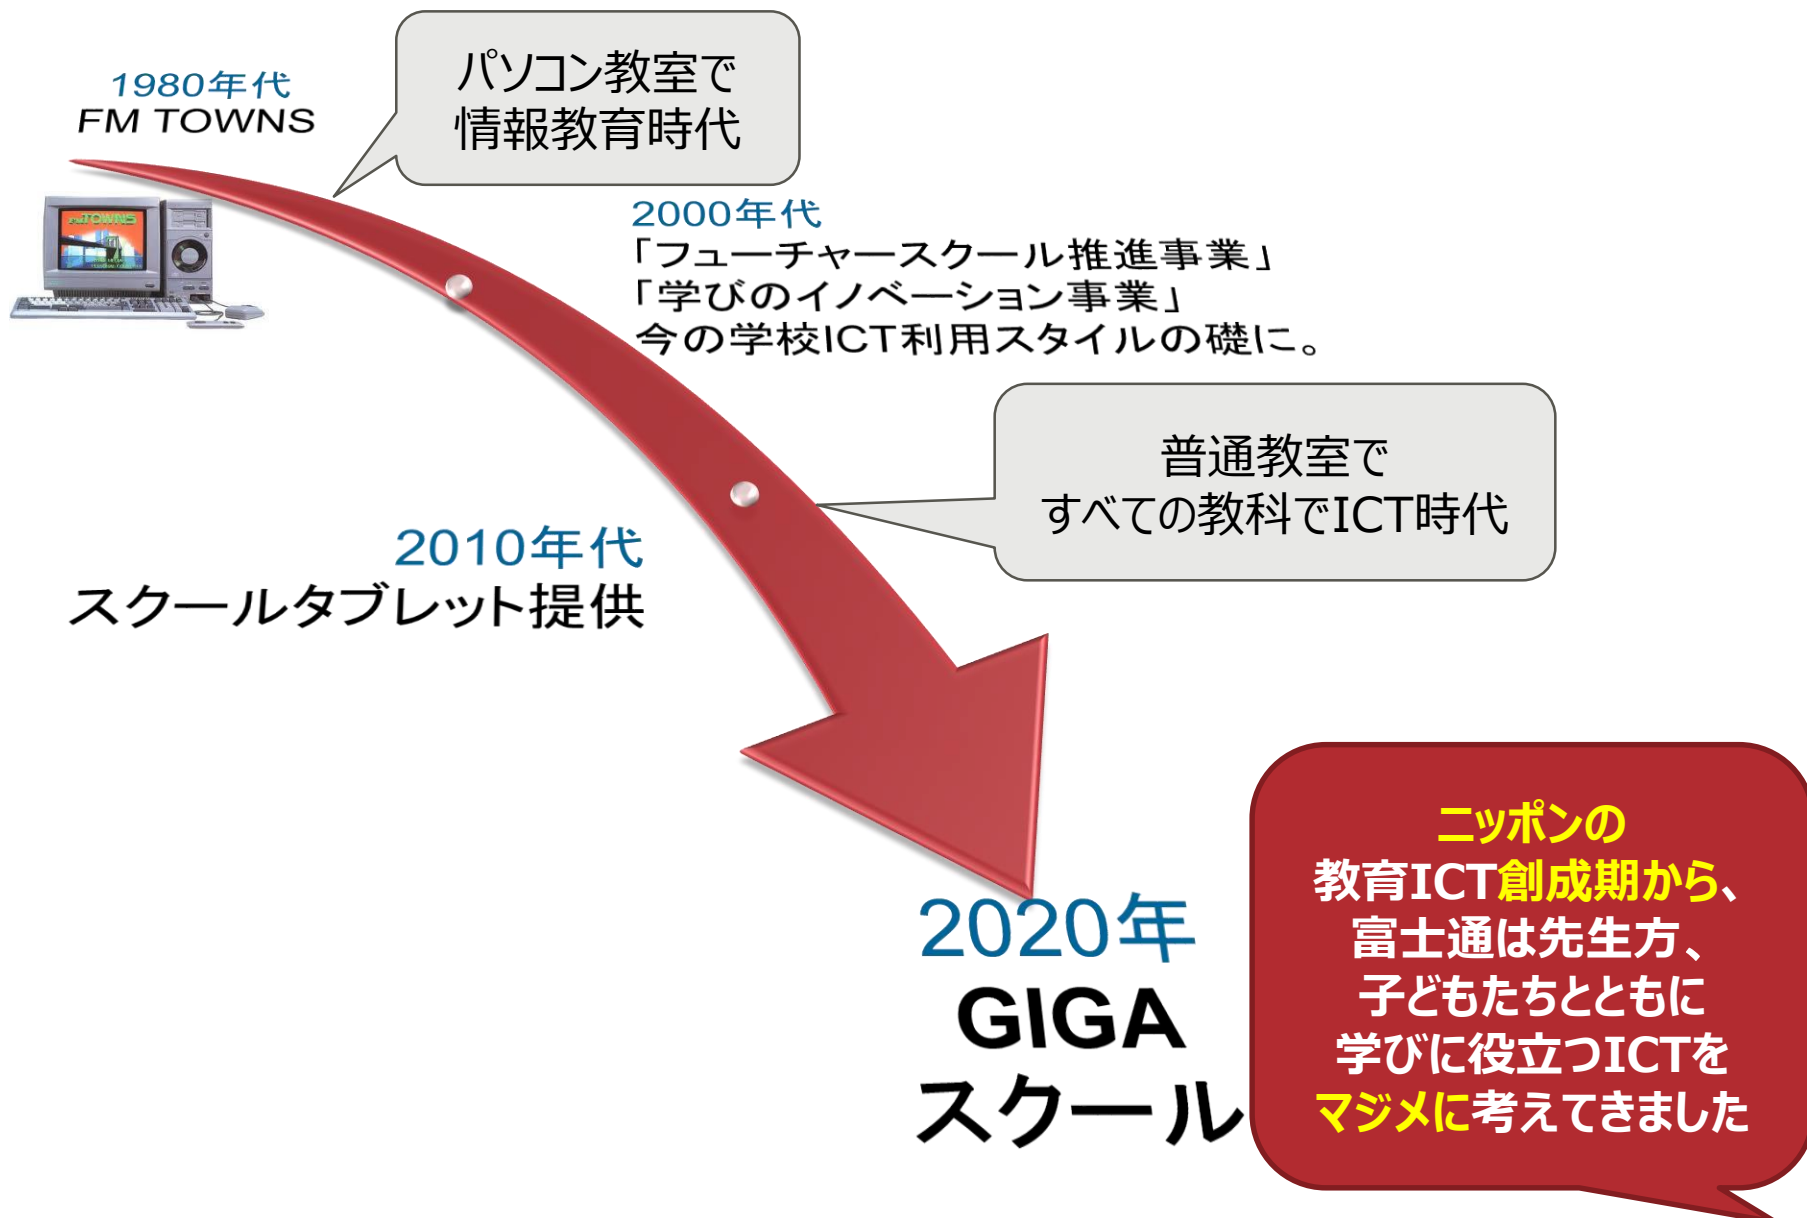 1980年代
FM TOWNS
パソコン教室で
情報教育時代
TOWNS
2000年代
「フューチャースクール推進事業」
「学びのイノベーション事業」
今の学校ICT利用スタイルの礎に。
普通教室で
すべての教科でICT時代
2010年代
スクールタブレット提供
2020年
GIGA
スクール
ニッポンの
教育ICT創成期から、
富士通は先生方、
子どもたちとともに
学びに役立つICTを
マジメに考えてきました